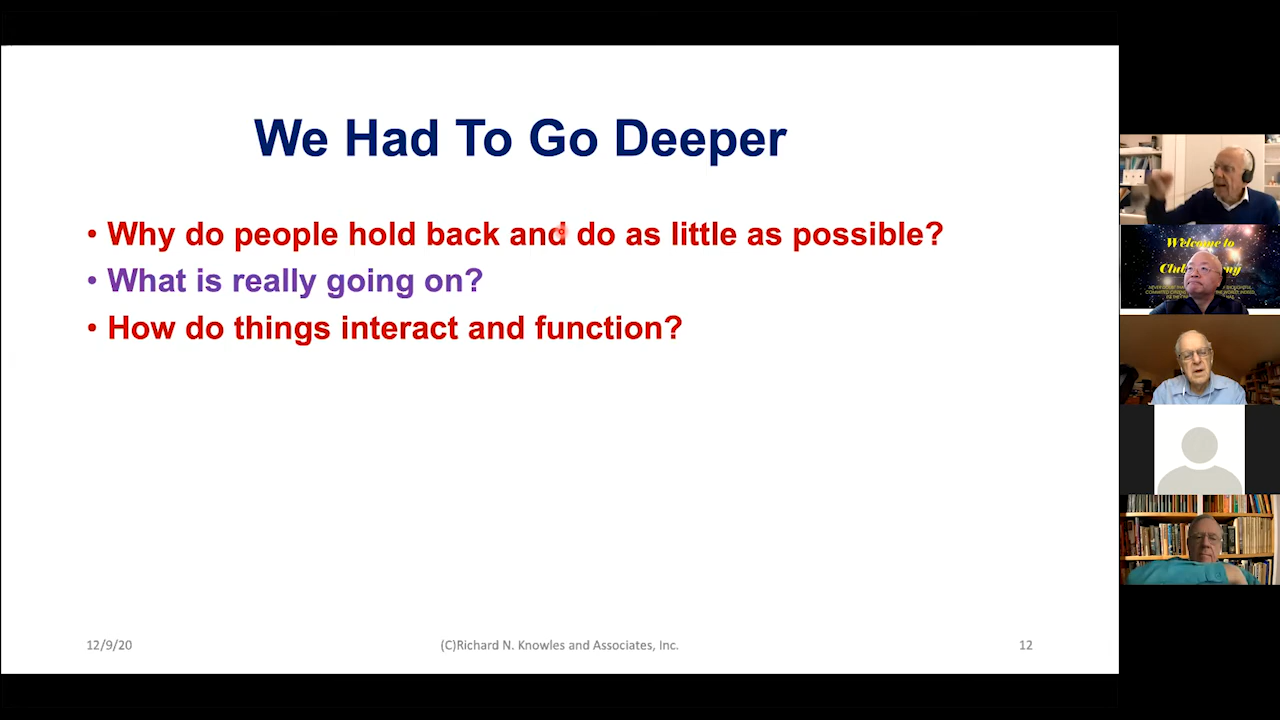 We Had To Go Deeper
• Why do people hold back and do as little as possible?
• What is really going on?
• How do things interact and function?
12/9/20
(C)Richard N. Knowles and Associates, Inc.
12
Welcome to